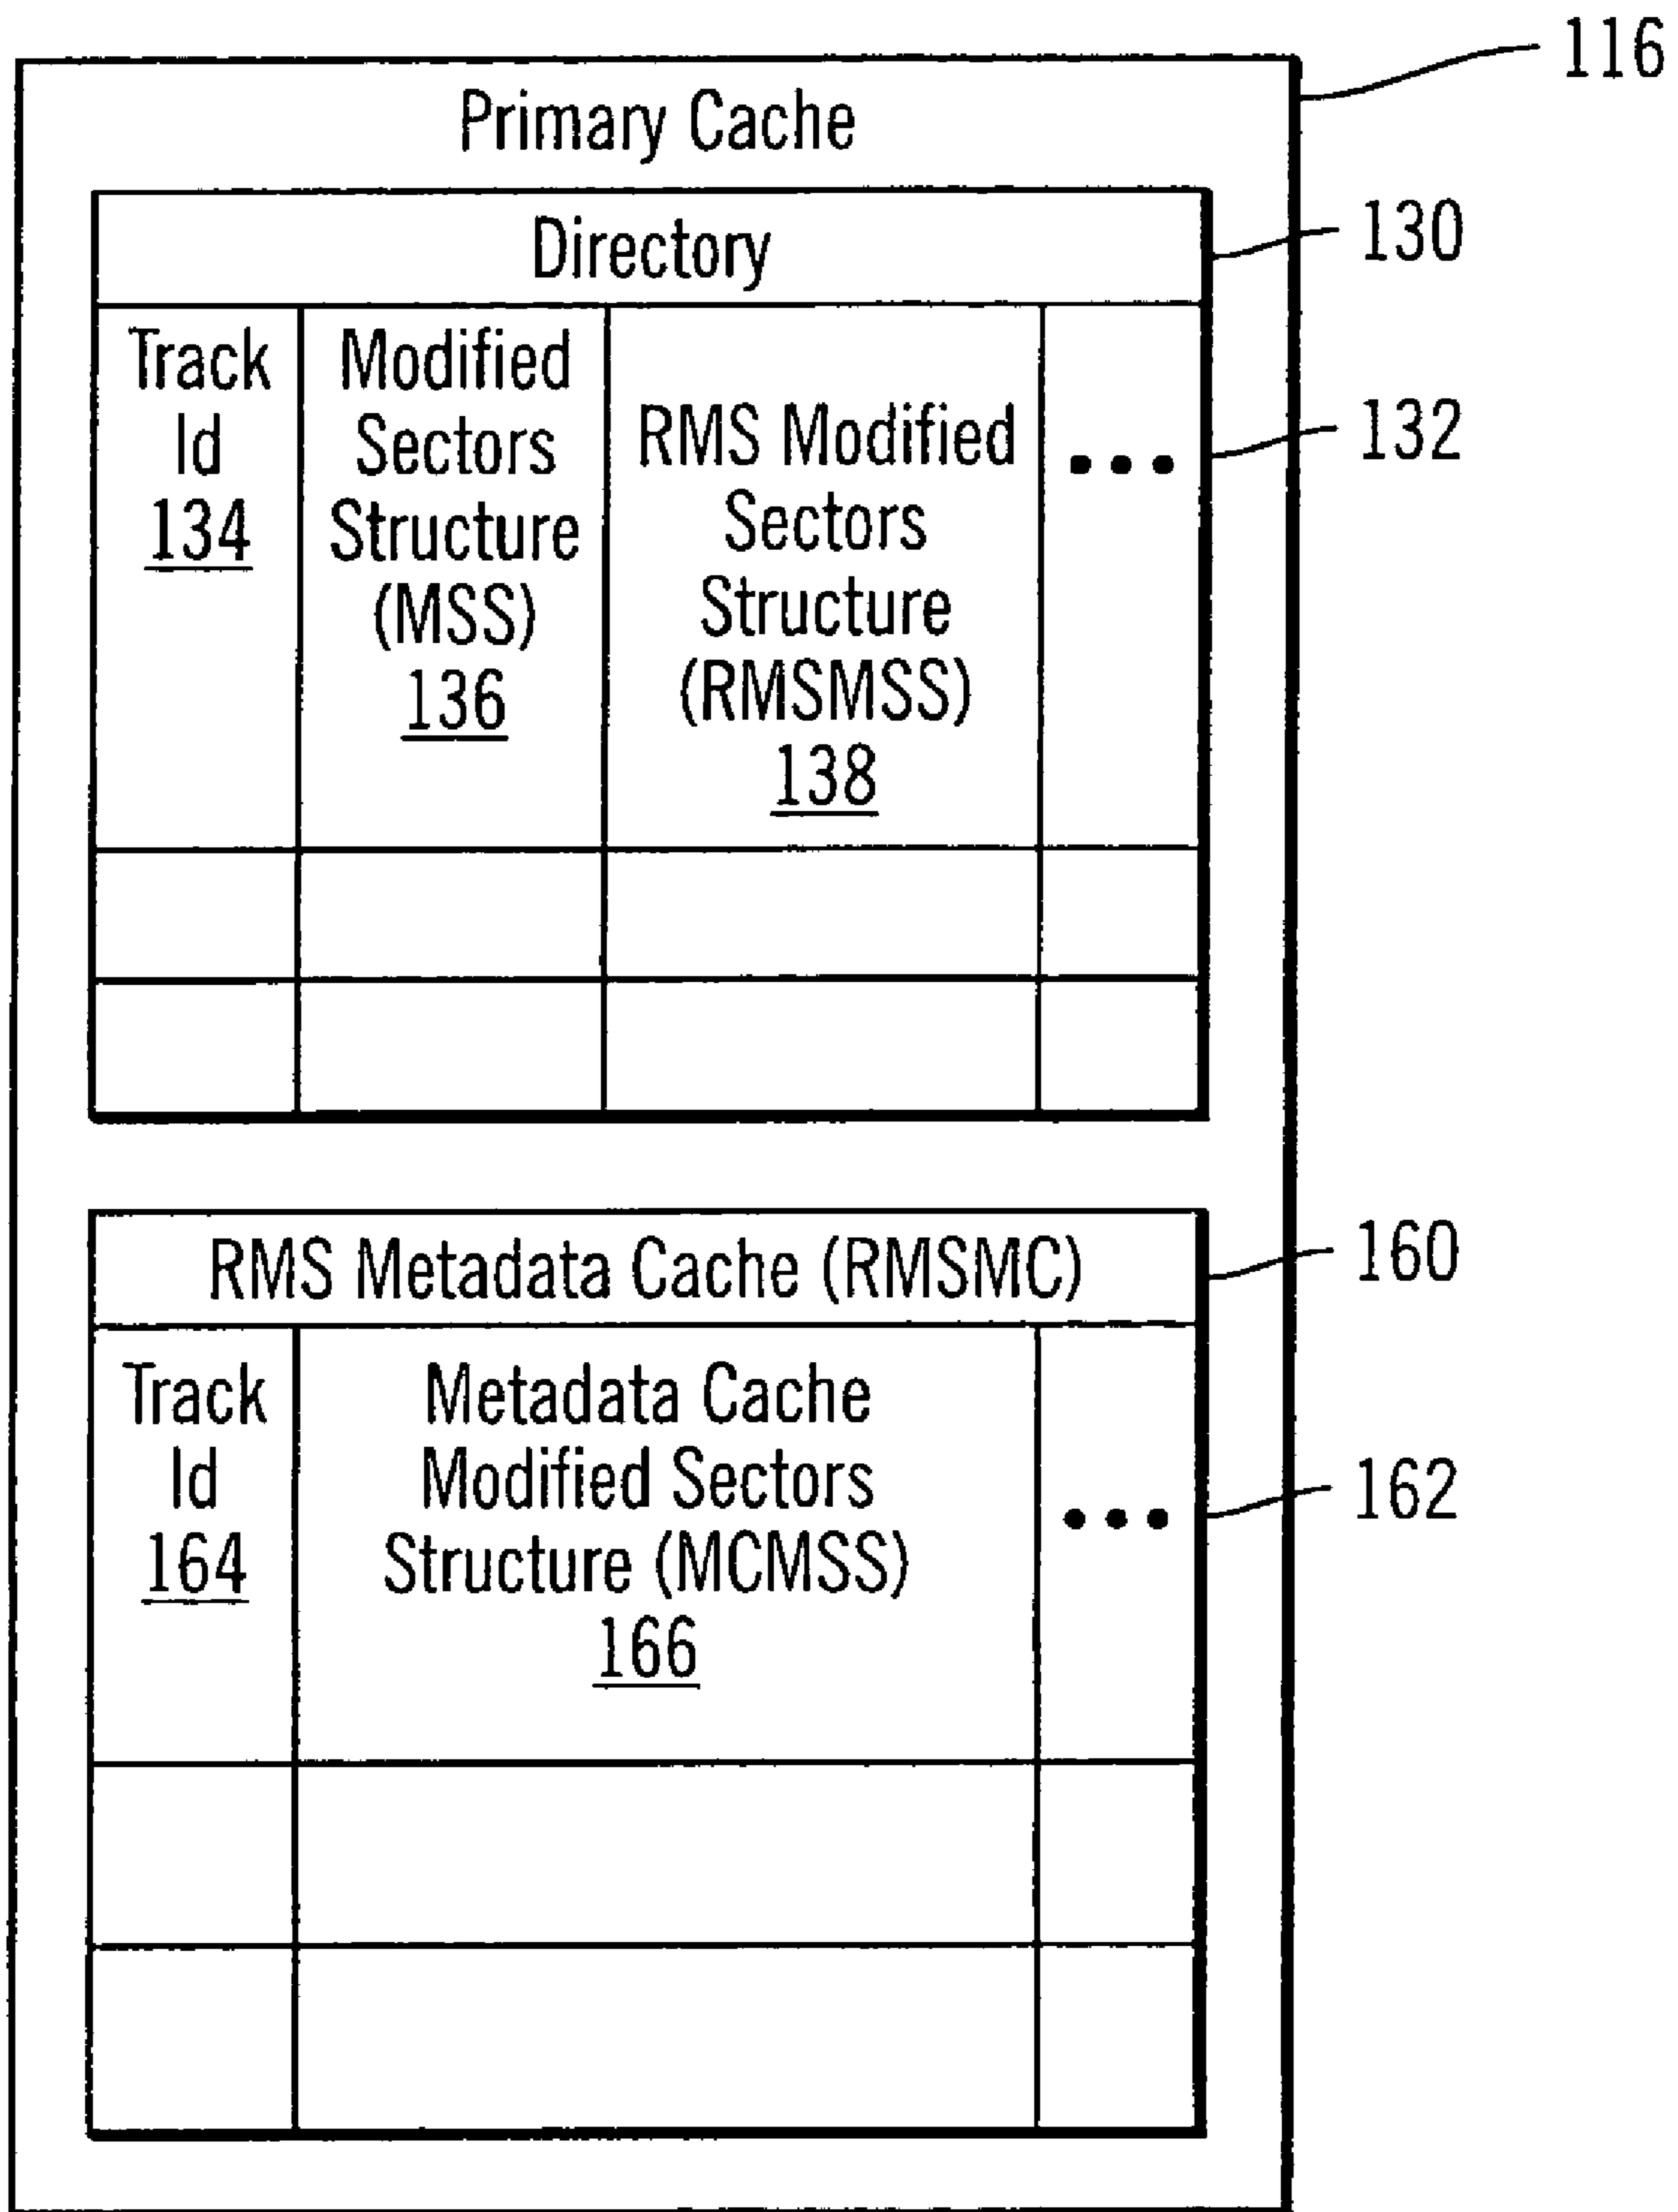 116
Primary Cache
Directory
130
Track
Id
134
Modified
Sectors
Structure
(MSS)
136
RMS Modified
Sectors
Structure
(RMSMSS)
138
•••
132
RMS Metadata Cache (RMSMC)
160
Track
Id
164
Metadata Cache
Modified Sectors
Structure (MCMSS)
166
•••
162